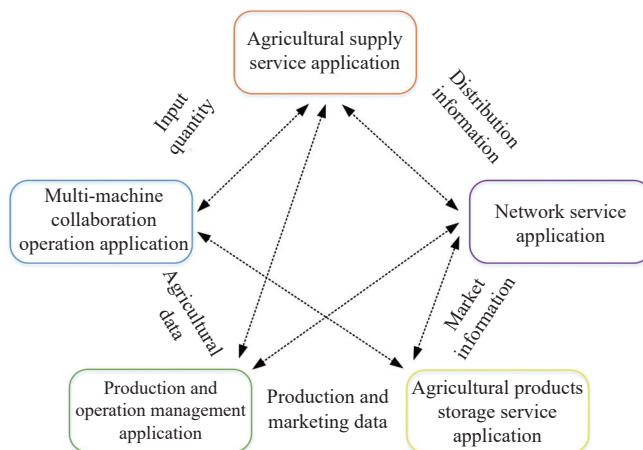 Agricultural supply
service application
Input
quantity
Distribution
information
Multi-machine
collaboration
operation application
Network service
application
Agricultural
data
Market
information
Production and
operation management
application
Production and
marketing data
Agricultural products
storage service
application